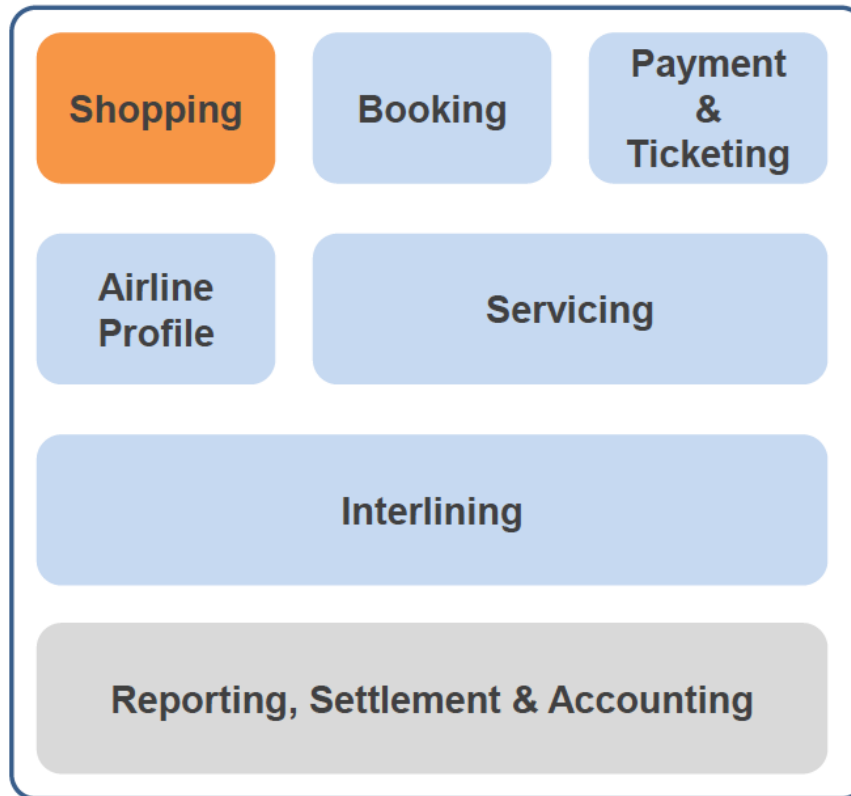 Shopping
Booking
Payment
&
Ticketing
Airline
Profile
Servicing
Interlining
Reporting, Settlement & Accounting